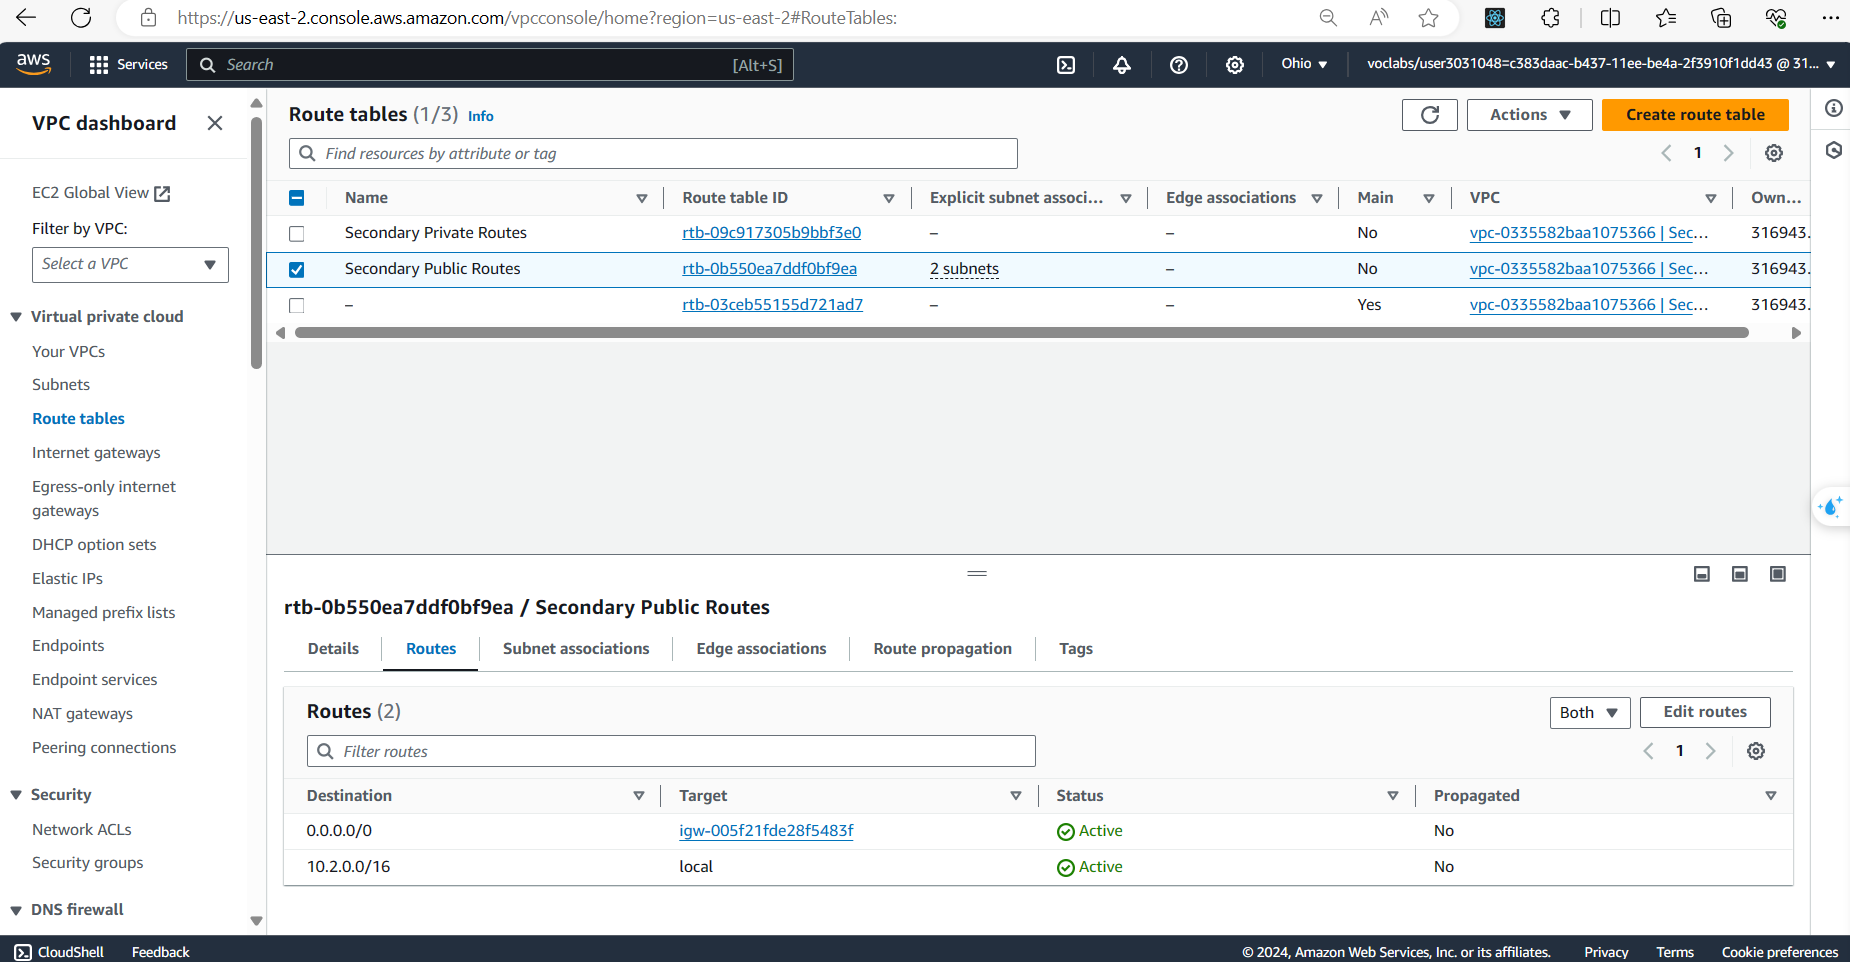 https://us-east-2.console.aws.amazon.com/vpcconsole/home?region=us-east-2#RouteTables:
aws Services Search [Alt+S] Ohio voclabs/user3031048=c383daac-b437-11ee-be4a-2f3910f1dd43 @ 31...
VPC dashboard
EC2 Global View
Filter by VPC:
Select a VPC
Virtual private cloud
Your VPCs
Subnets
Route tables
Internet gateways
Egress-only internet
gateways
DHCP option sets
Elastic IPs
Managed prefix lists
Endpoints
Endpoint services
NAT gateways
Peering connections
Security
Network ACLs
Security groups
DNS firewall
Route tables (1/3) Info
Actions Create route table
Find resources by attribute or tag
1
Name Route table ID Explicit subnet associ... Edge associations Main VPC Own...
Secondary Private Routes rtb-09c917305b9bbf3e0 – – No vpc-0335582baa1075366 | Sec... 316943.
Secondary Public Routes rtb-0b550ea7ddf0bf9ea 2 subnets – No vpc-0335582baa1075366 | Sec... 316943.
– rtb-03ceb55155d721ad7 – – Yes vpc-0335582baa1075366 | Sec... 316943.
rtb-0b550ea7ddf0bf9ea / Secondary Public Routes
Details Routes Subnet associations Edge associations Route propagation Tags
Routes (2)
Both Edit routes
Filter routes
1
Destination Target Status Propagated
0.0.0.0/0 igw-005f21fde28f5483f Active No
10.2.0.0/16 local Active No
CloudShell Feedback © 2024, Amazon Web Services, Inc. or its affiliates. Privacy Terms Cookie preferences